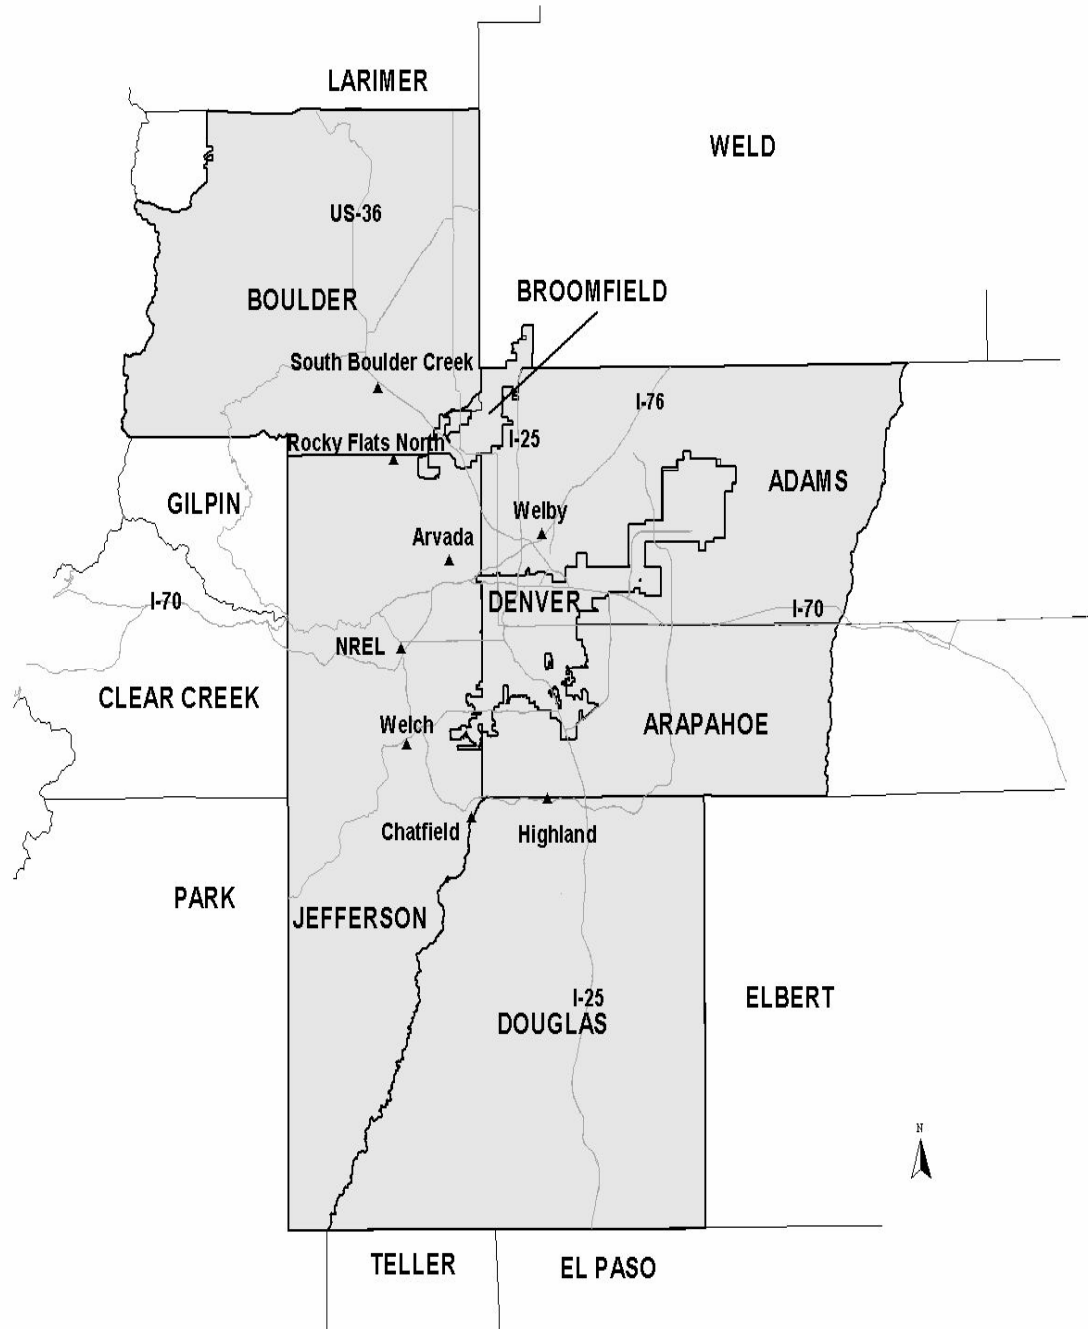 LARIMER
WELD
US-36
BROOMFIELD
BOULDER
South Boulder Creek
I-76
I-25
Rocky Flats North
ADAMS
GILPIN
Welby
Arvada
I-70
DENVER
I-70
NREL
CLEAR CREEK
Welch
ARAPAHOE
Chatfield
Highland
PARK
JEFFERSON
I-25
ELBERT
DOUGLAS
N
TELLER
EL PASO